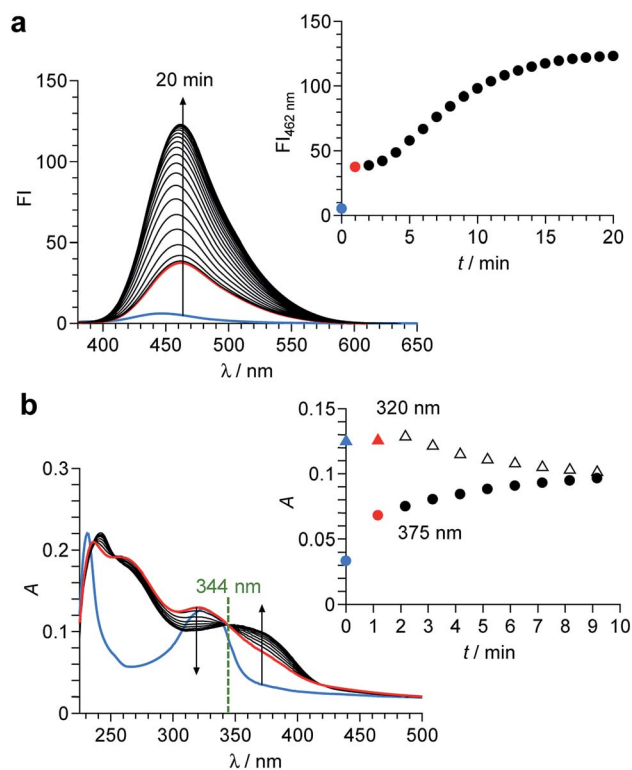 a
20 min
FI
150
100
50
0
400 450 500 550 600 650
λ / nm
FI462 nm
150
100
50
0
0 5 10 15 20
t / min
b
A
0.3
0.2
0.1
0
344 nm
250 300 350 400 450 500
λ / nm
A
0.15
0.1
0.05
0
320 nm
375 nm
0 1 2 3 4 5 6 7 8 9 10
t / min